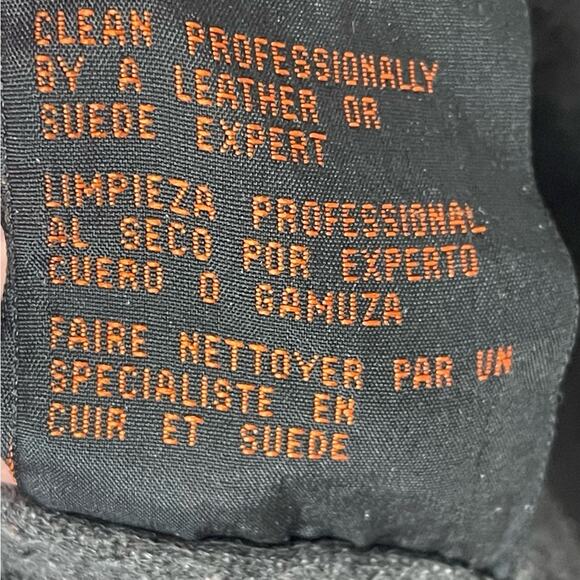 CLEAN PROFESSIONALLY
BY A LEATHER OR
SUEDE EXPERT
LIMPIEZA PROFESSIONAL
AL SECO POR EXPERTO
CUERO O GAMUZA
FAIRE NETTOYER PAR UN
SPECIALISTE EN
CUIR ET SUEDE